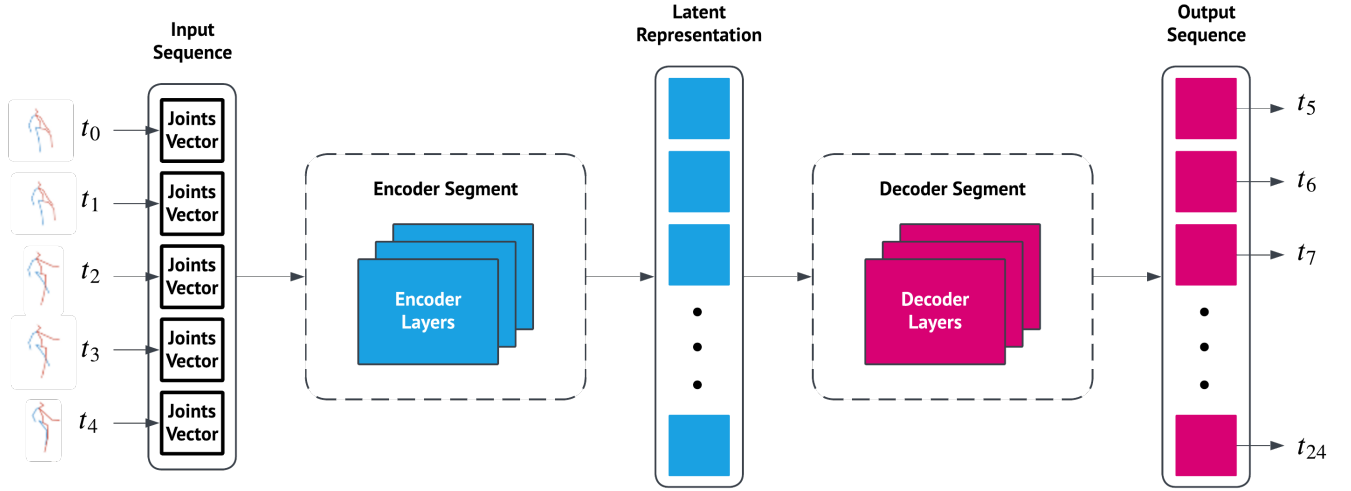 Input
Sequence
t0
Joints
Vector
t1
Joints
Vector
t2
Joints
Vector
t3
Joints
Vector
t4
Joints
Vector
Encoder Segment
Encoder
Layers
Latent
Representation
Decoder Segment
Decoder
Layers
Output
Sequence
t5
t6
t7
t24